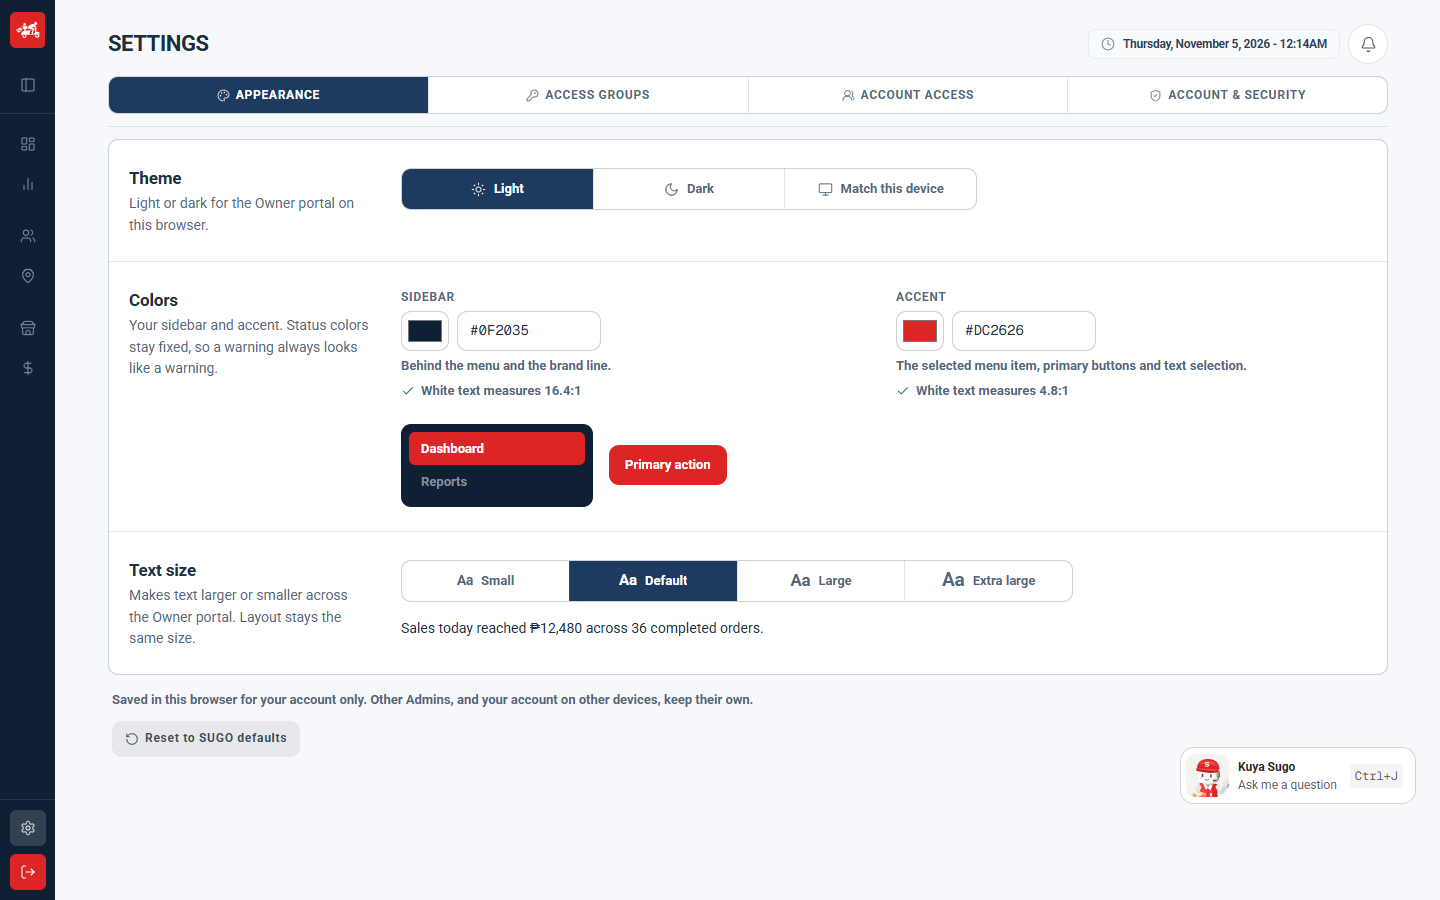 SETTINGS
Thursday, November 5, 2026 - 12:14AM
APPEARANCE
ACCESS GROUPS
ACCOUNT ACCESS
ACCOUNT & SECURITY
Theme
Light or dark for the Owner portal on
this browser.
Light
Dark
Match this device
Colors
Your sidebar and accent. Status colors
stay fixed, so a warning always looks
like a warning.
SIDEBAR
#0F2035
Behind the menu and the brand line.
White text measures 16.4:1
ACCENT
#DC2626
The selected menu item, primary buttons and text selection.
White text measures 4.8:1
Dashboard
Reports
Primary action
Text size
Makes text larger or smaller across
the Owner portal. Layout stays the
same size.
Aa Small
Aa Default
Aa Large
Aa Extra large
Sales today reached ₱12,480 across 36 completed orders.
Saved in this browser for your account only. Other Admins, and your account on other devices, keep their own.
Reset to SUGO defaults
Kuya Sugo
Ask me a question
Ctrl+J